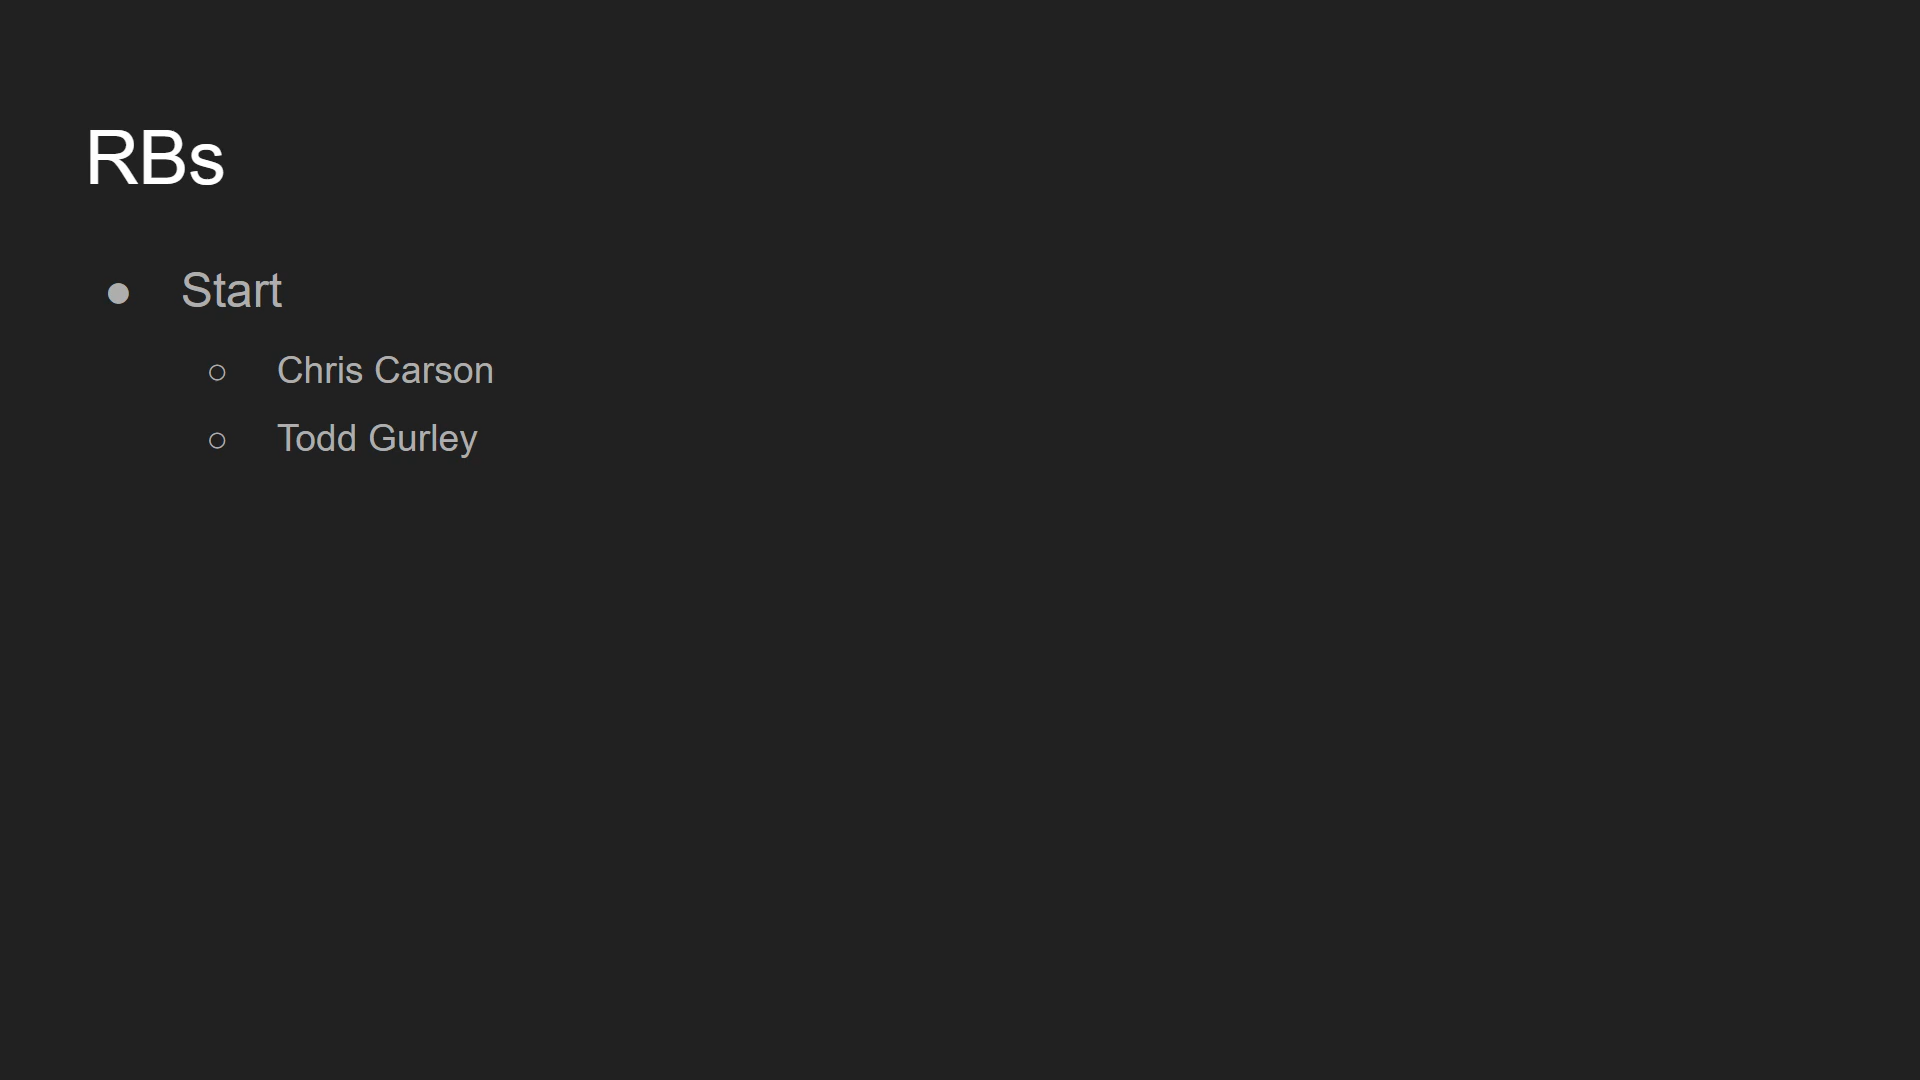 RBs
● Start
○ Chris Carson
○ Todd Gurley